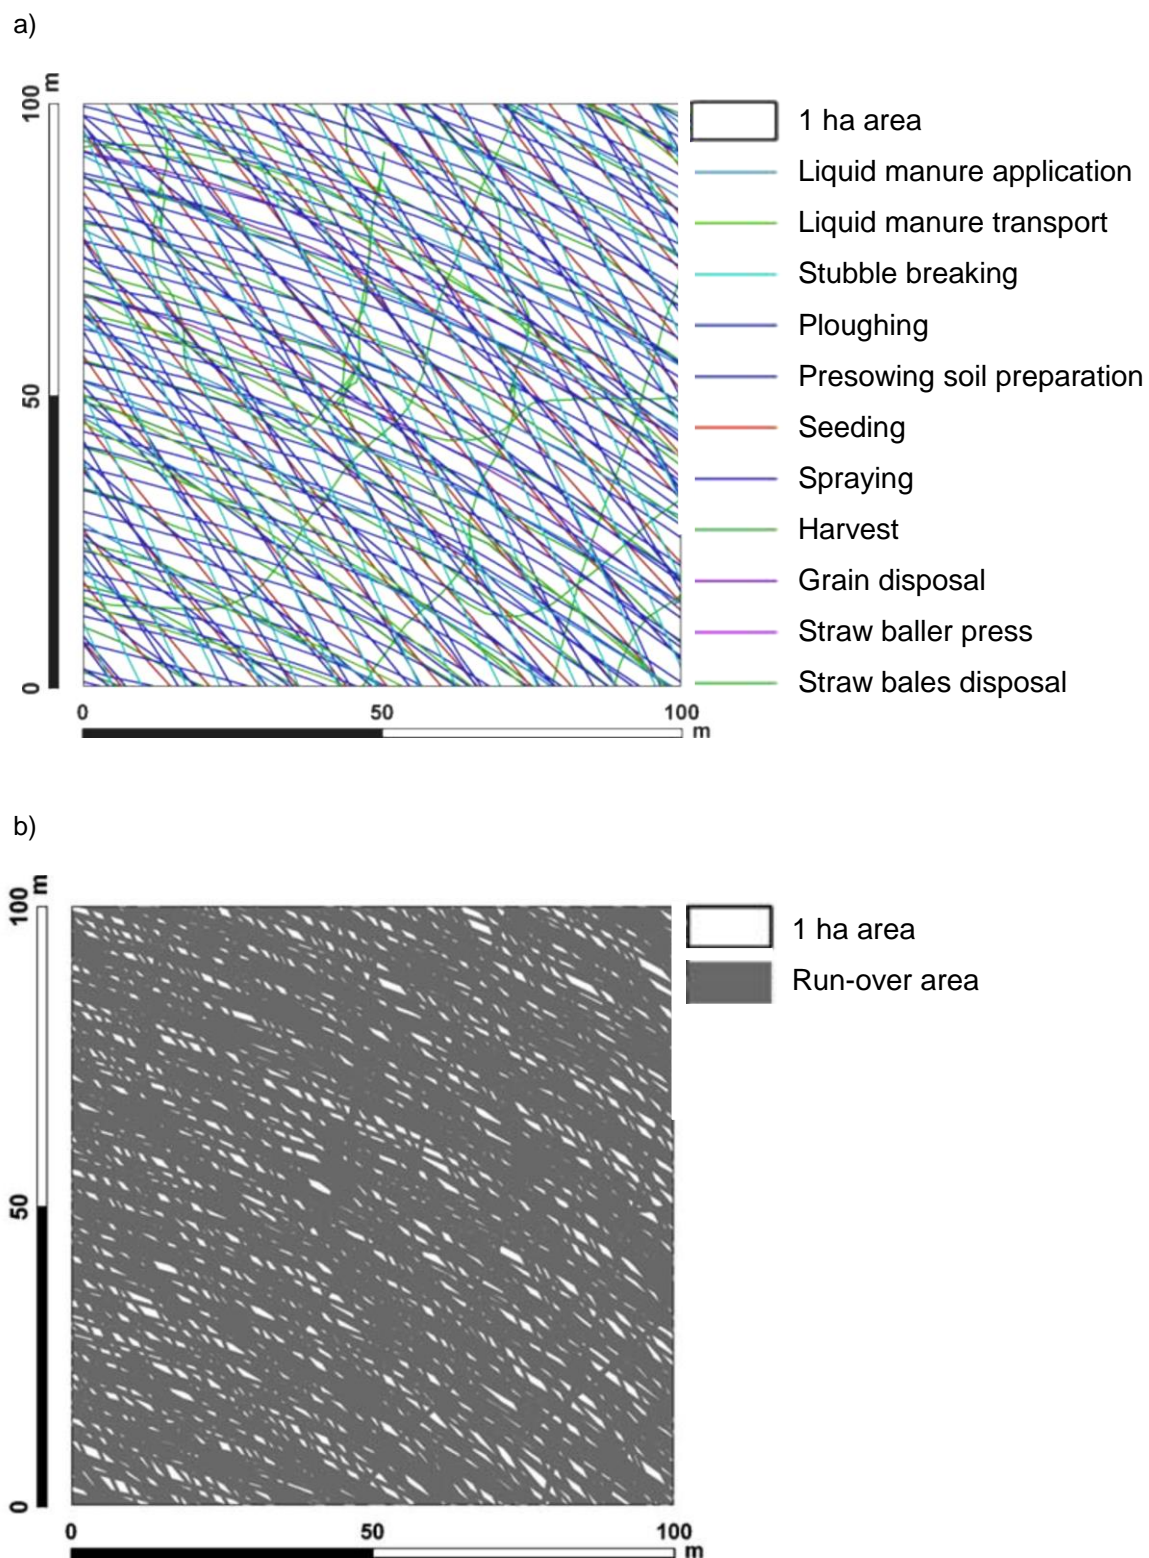 a)
m
100
50
0
0 50 100
m
1 ha area
Liquid manure application
Liquid manure transport
Stubble breaking
Ploughing
Presowing soil preparation
Seeding
Spraying
Harvest
Grain disposal
Straw baller press
Straw bales disposal
b)
m
100
50
0
0 50 100
m
1 ha area
Run-over area